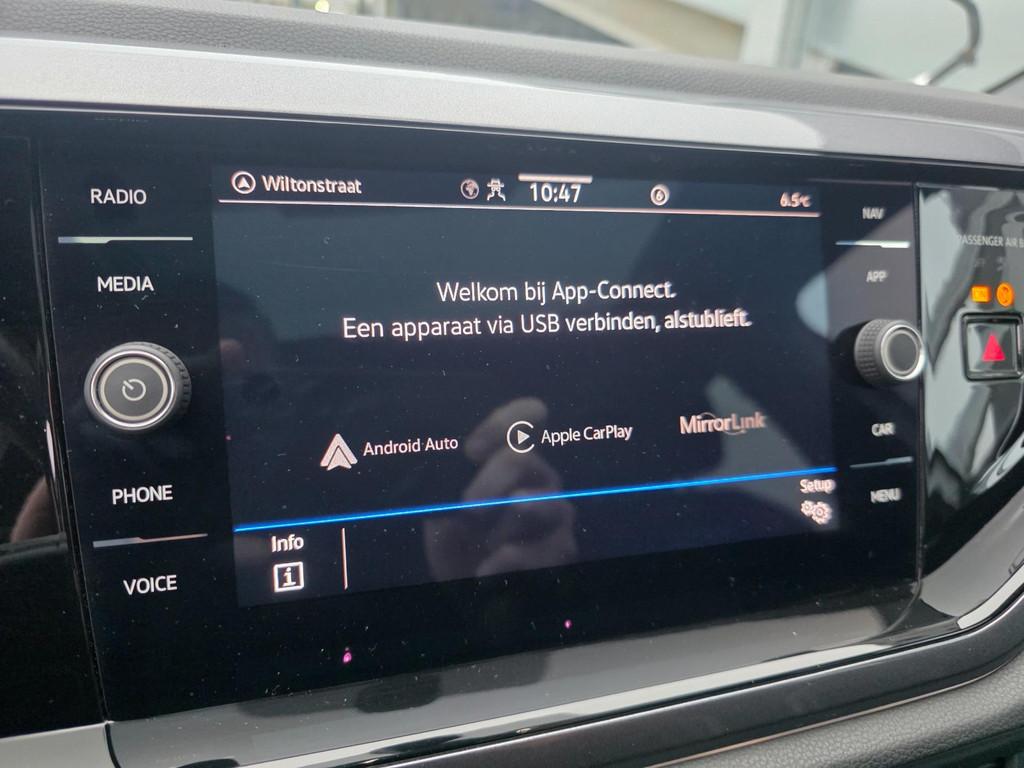 RADIO
MEDIA
PHONE
VOICE
Wiltonstraat
10:47
6
6.5°C
Welkom bij App-Connect.
Een apparaat via USB verbinden, alstublieft.
Android Auto
Apple CarPlay
MirrorLink
Setup
Info
NAV
APP
CAR
MENU
PASSENGER AIR B